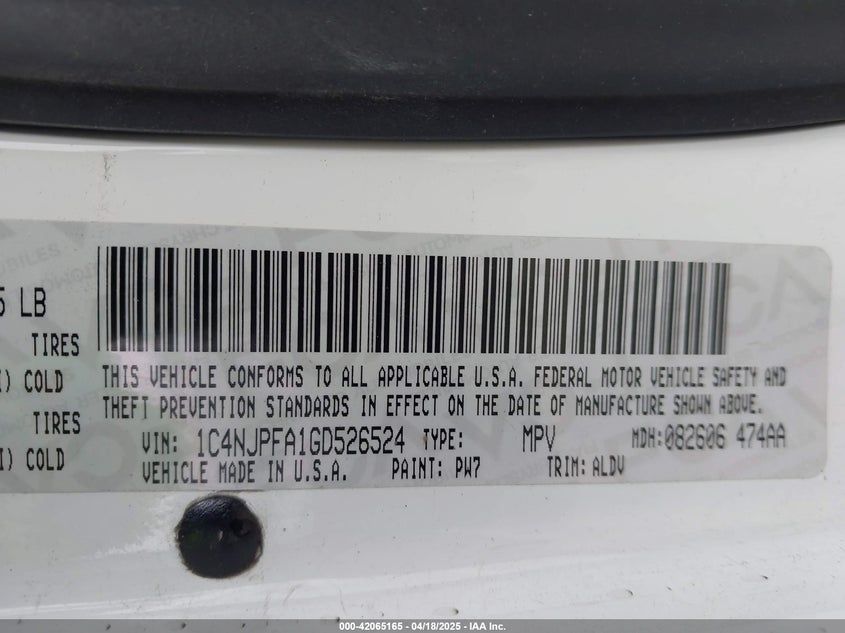 5 LB
TIRES
I) COLD
TIRES
I) COLD
THIS VEHICLE CONFORMS TO ALL APPLICABLE U.S.A. FEDERAL MOTOR VEHICLE SAFETY AND
THEFT PREVENTION STANDARDS IN EFFECT ON THE DATE OF MANUFACTURE SHOWN ABOVE.
VIN: 1C4NJPFA1GD526524 TYPE: MPV MDH:082606 474AA
VEHICLE MADE IN U.S.A. PAINT: PW7 TRIM: ALDV
000-42065165 - 04/18/2025 - IAA Inc.